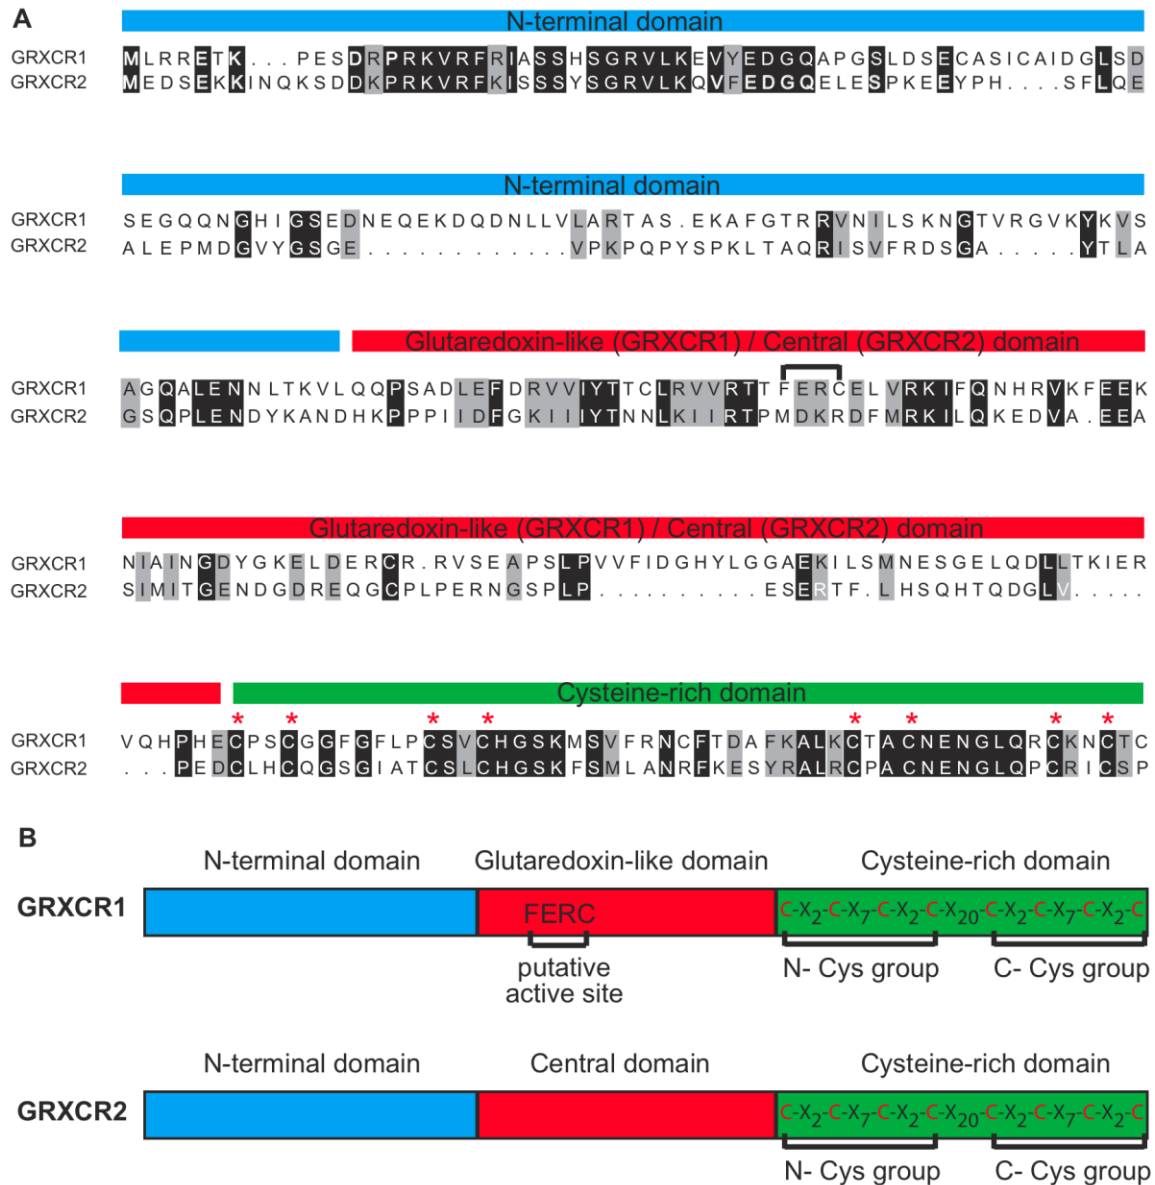 A
N-terminal domain
GRXCR1 MLRRETK...PESDRPRKVRFRIASSHSGRVLKEVYEDGQAPGSLDSECASICAIDGLSD
GRXCR2 MEDSEKKINQKSDDKPRKVRFKISSSYSGRVLKQVFEDGQELESPKEEYPH....SFLQE
N-terminal domain
GRXCR1 SEGQQNGHIGSEDNEQEKDQDNLLVLARTAS.EKAFGTRRVNILSKNGTVRGVKYKVS
GRXCR2 ALEPMDGVYGSGE............VPKPQPYSPKLTAQRISVFRDSGA.....YTLA
Glutaredoxin-like (GRXCR1) / Central (GRXCR2) domain
GRXCR1 AGQALENNLTKVLQQPSADLEFDRVVIYTTCLRVVRTTFERCELVRKIFQNHRVKFEEK
GRXCR2 GSQPLENDYKANDHKPPPIIDFGKIIIYTNNLKIIRTPMDKRDFMRKILQKEDVA.EEA
Glutaredoxin-like (GRXCR1) / Central (GRXCR2) domain
GRXCR1 NIAINGDYGKELDERCR.RVSEAPSLPVVFIDGHYLGGAEKILSMNESGELQDLLTKIER
GRXCR2 SIMITGENDGDREQGCPLPERNGSPLP..........ESERTF.LHSQHTQDGLV.....
Cysteine-rich domain
* * * * * * * *
GRXCR1 VQHPHECPSCGGFGFLPCSVCHGSKMSVFRNCFTDAFKALKCTACNENGLQRCKNCTC
GRXCR2 ...PEDCLHCQGSGIATCSLCHGSKFSMLANRFKESYRALRCPACNENGLQPCRICSP
B
N-terminal domain Glutaredoxin-like domain Cysteine-rich domain
GRXCR1 FERC C-X2-C-X7-C-X2-C-X20-C-X2-C-X7-C-X2-C
putative active site N- Cys group C- Cys group
N-terminal domain Central domain Cysteine-rich domain
GRXCR2 C-X2-C-X7-C-X2-C-X20-C-X2-C-X7-C-X2-C
N- Cys group C- Cys group